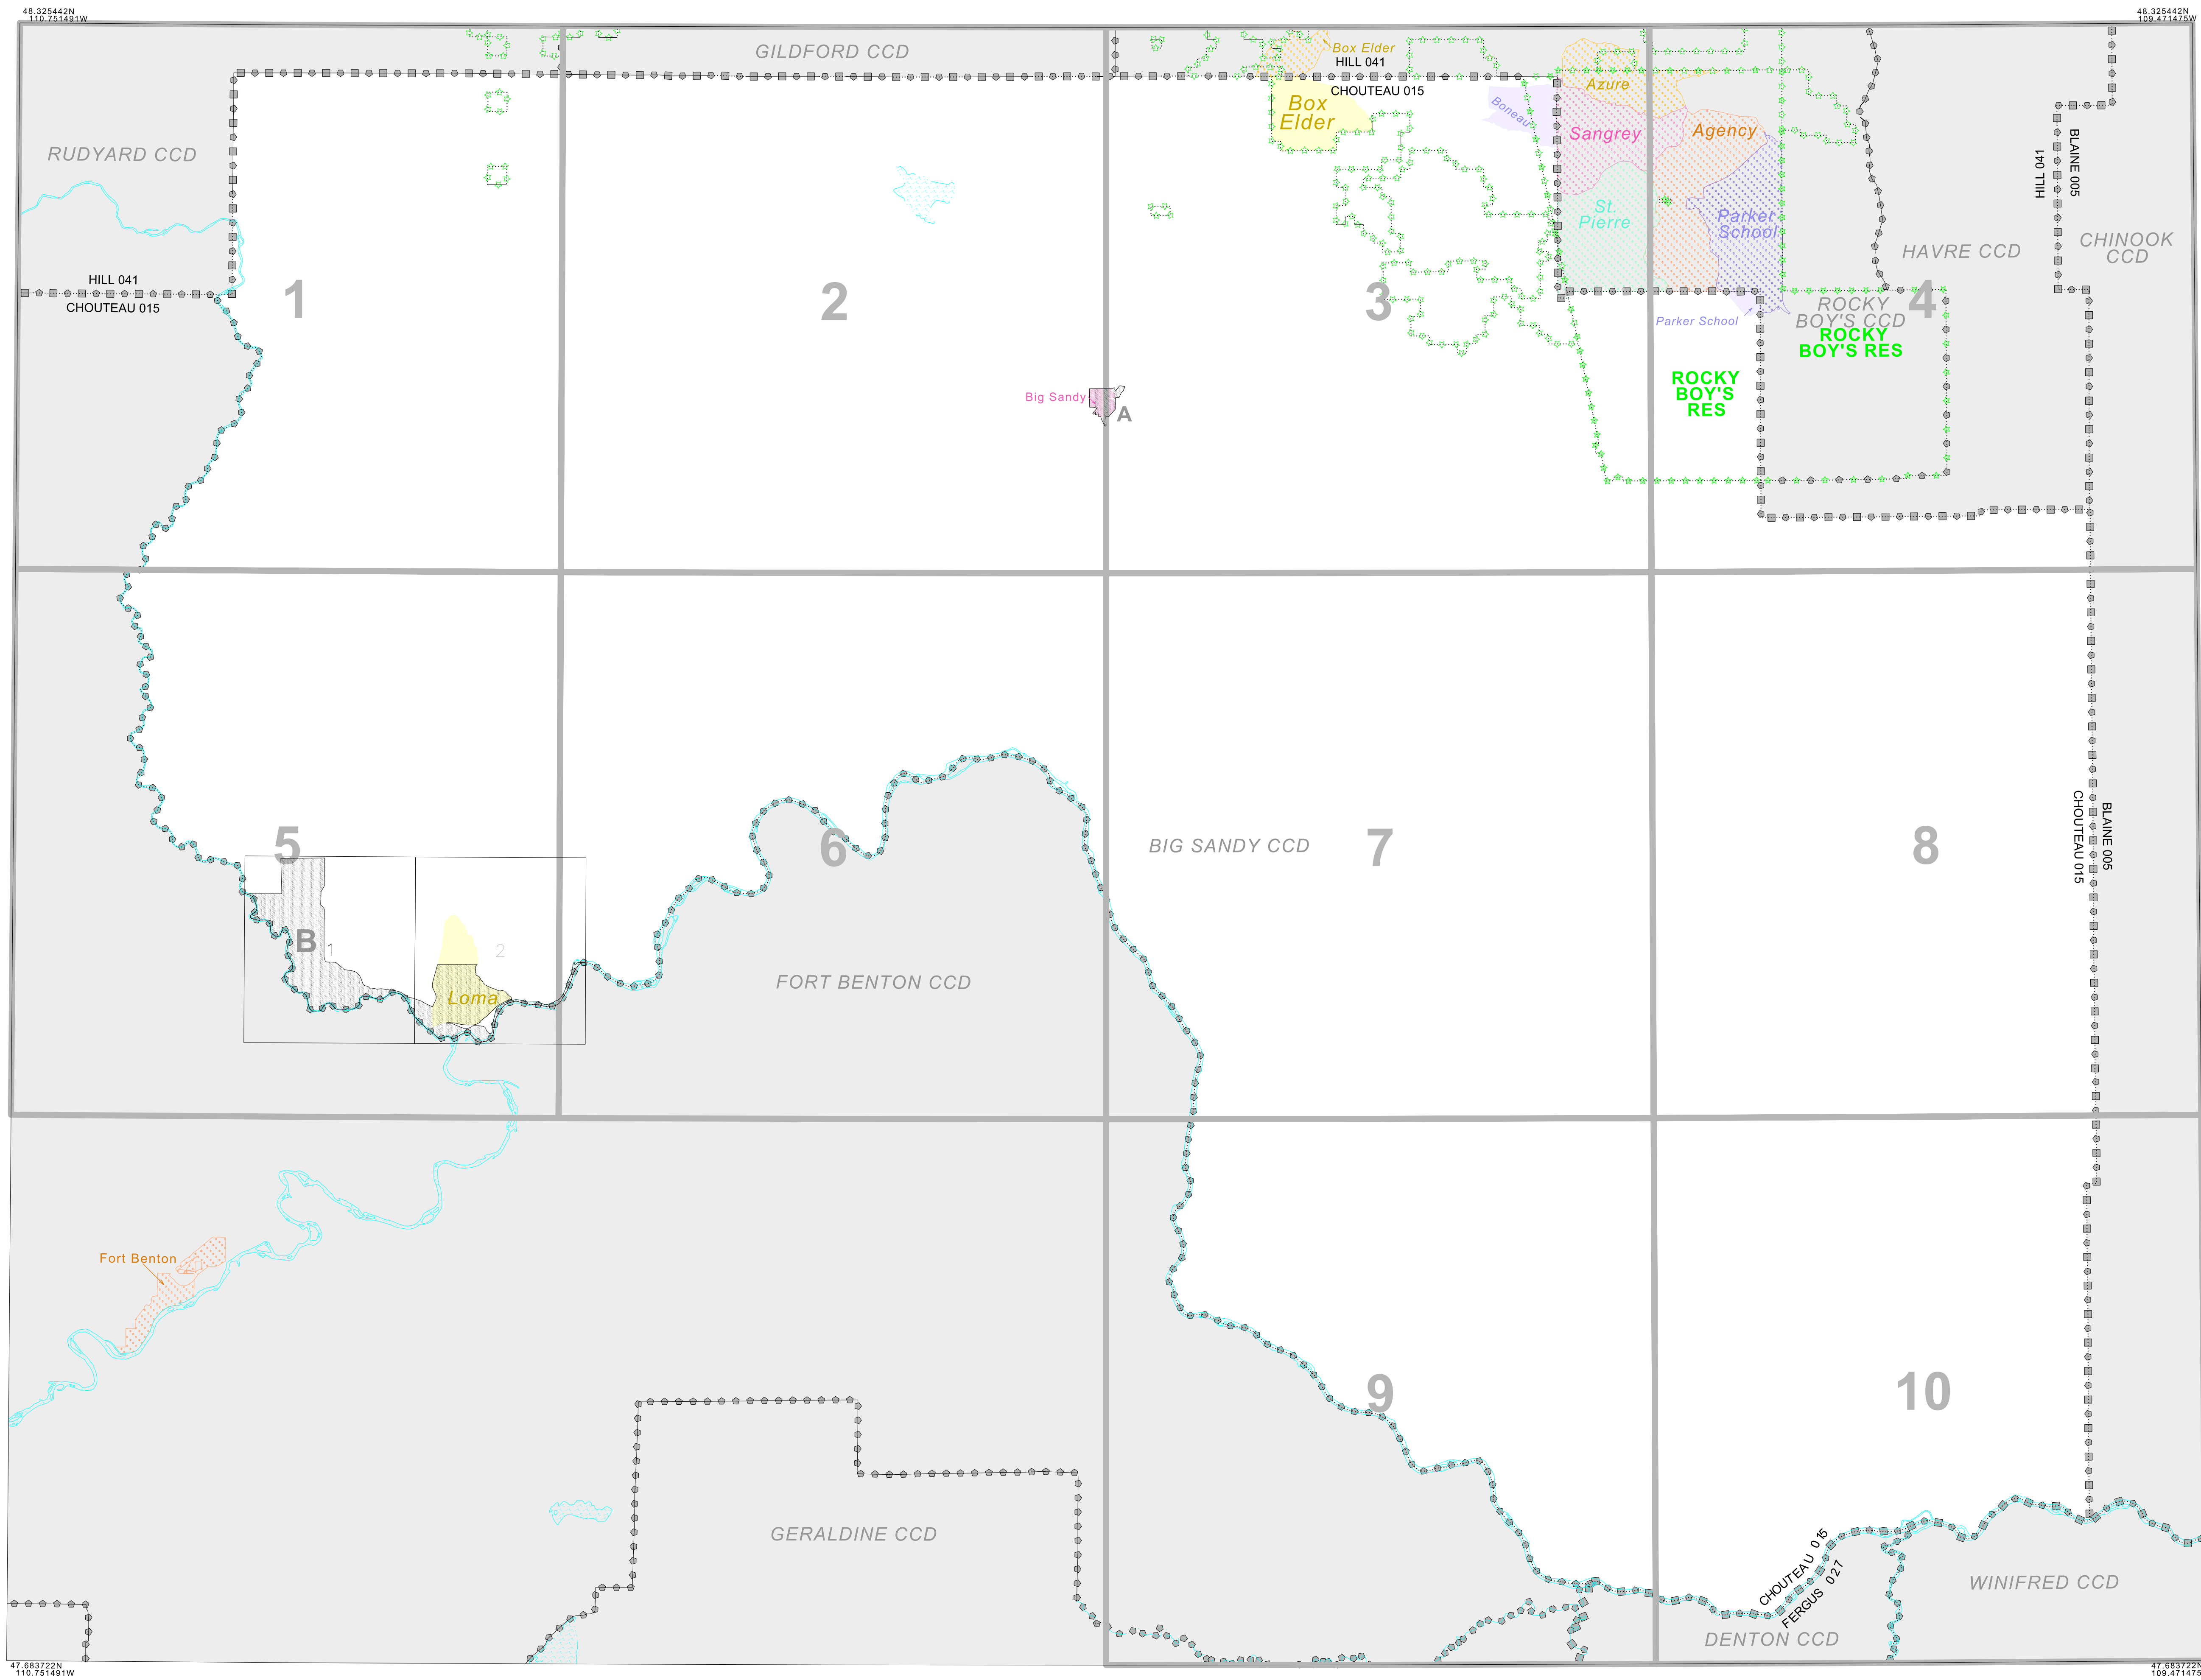 48.325442N
110.751491W
48.325442N
109.471475W
GILDFORD CCD
Box Elder
HILL 041
CHOUTEAU 015
Box
Elder
Boneau
Azure
Sangrey
Agency
RUDYARD CCD
HILL 041
BLAINE 005
St.
Pierre
Parker
School
HAVRE CCD
CHINOOK
CCD
HILL 041
CHOUTEAU 015
1
2
3
4
ROCKY
BOY'S CCD
Parker School
ROCKY
BOY'S RES
ROCKY
BOY'S
RES
Big Sandy
A
5
6
BIG SANDY CCD
7
8
CHOUTEAU 015
BLAINE 005
B
1
2
Loma
FORT BENTON CCD
Fort Benton
9
10
GERALDINE CCD
CHOUTEAU 015
FERGUS 027
WINIFRED CCD
DENTON CCD
47.683722N
110.751491W
47.683722N
109.471475